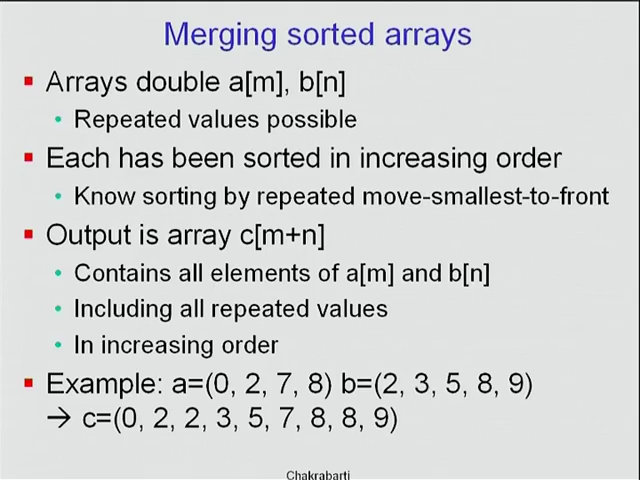 Merging sorted arrays
▪ Arrays double a[m], b[n]
• Repeated values possible
▪ Each has been sorted in increasing order
• Know sorting by repeated move-smallest-to-front
▪ Output is array c[m+n]
• Contains all elements of a[m] and b[n]
• Including all repeated values
• In increasing order
▪ Example: a=(0, 2, 7, 8) b=(2, 3, 5, 8, 9)
→ c=(0, 2, 2, 3, 5, 7, 8, 8, 9)
Chakrabarti